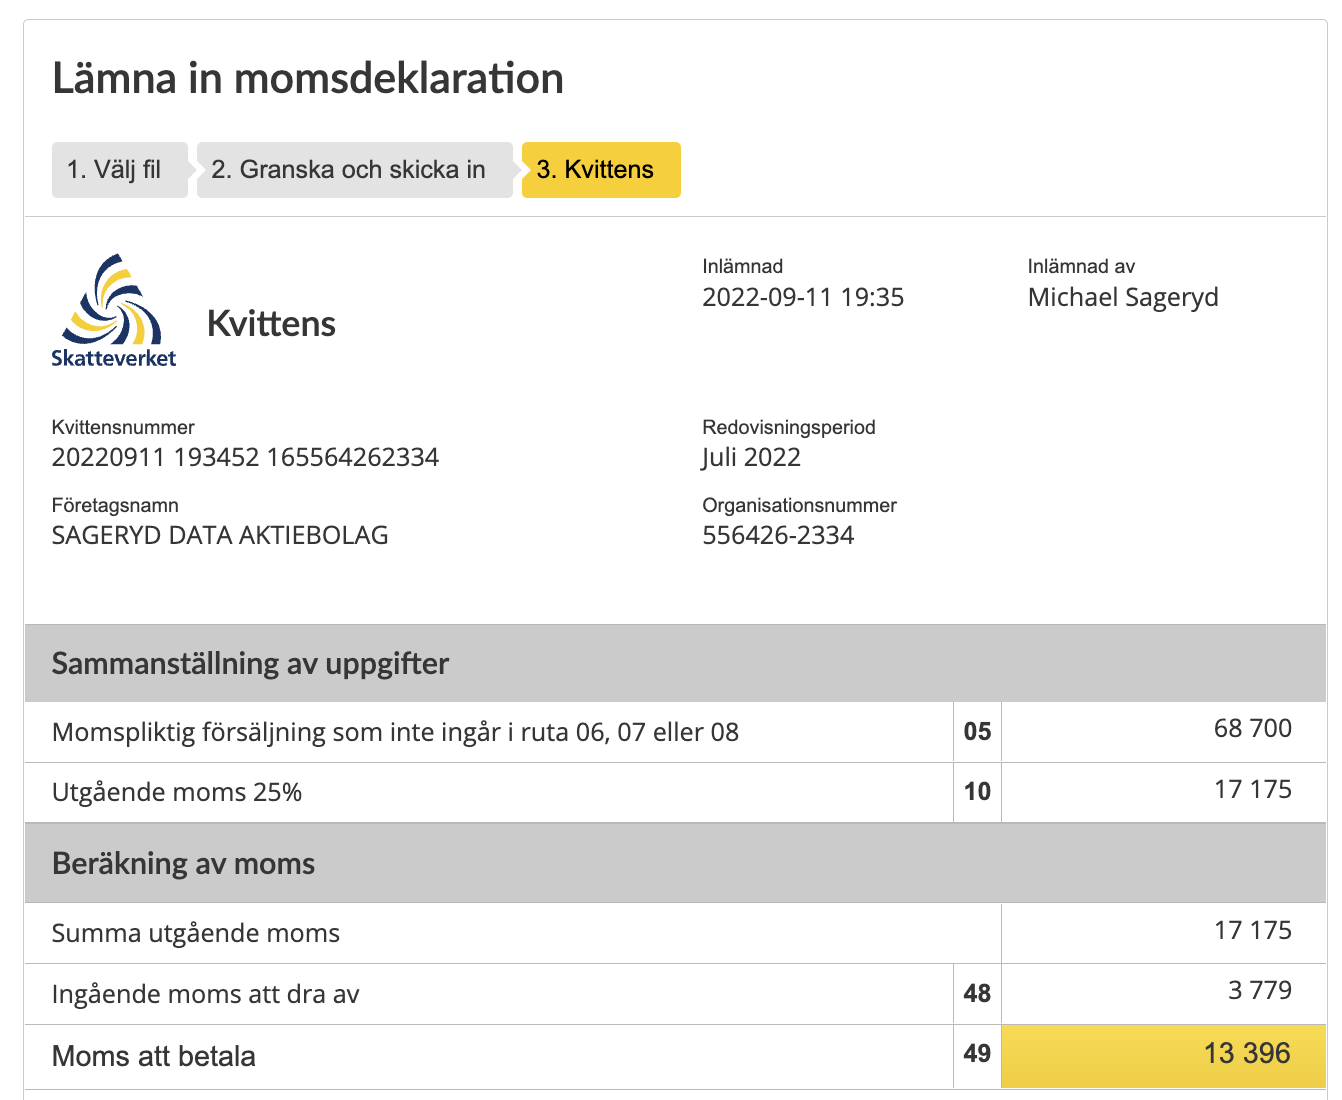 Lämna in momsdeklaration
1. Välj fil
2. Granska och skicka in
3. Kvittens
Skatteverket
Kvittens
Inlämnad
2022-09-11 19:35
Inlämnad av
Michael Sageryd
Kvittensnummer
20220911 193452 165564262334
Redovisningsperiod
Juli 2022
Företagsnamn
SAGERYD DATA AKTIEBOLAG
Organisationsnummer
556426-2334
Sammanställning av uppgifter
Momspliktig försäljning som inte ingår i ruta 06, 07 eller 08 05 68 700
Utgående moms 25% 10 17 175
Beräkning av moms
Summa utgående moms 17 175
Ingående moms att dra av 48 3 779
Moms att betala 49 13 396